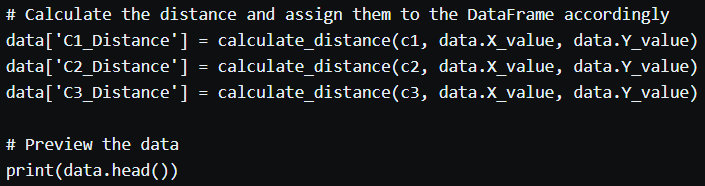 # Calculate the distance and assign them to the DataFrame accordingly
data['C1_Distance'] = calculate_distance(c1, data.X_value, data.Y_value)
data['C2_Distance'] = calculate_distance(c2, data.X_value, data.Y_value)
data['C3_Distance'] = calculate_distance(c3, data.X_value, data.Y_value)
# Preview the data
print(data.head())